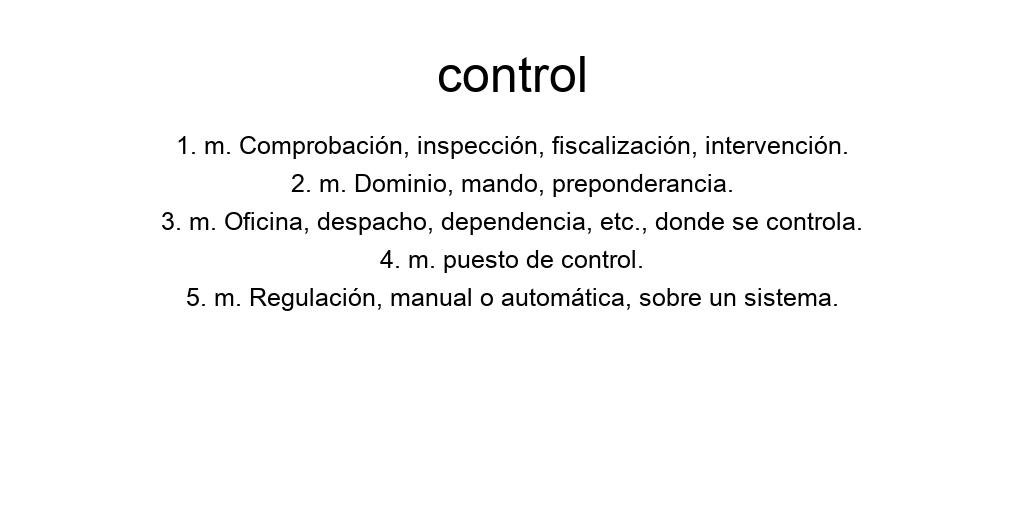 control
1. m. Comprobación, inspección, fiscalización, intervención.
2. m. Dominio, mando, preponderancia.
3. m. Oficina, despacho, dependencia, etc., donde se controla.
4. m. puesto de control.
5. m. Regulación, manual o automática, sobre un sistema.